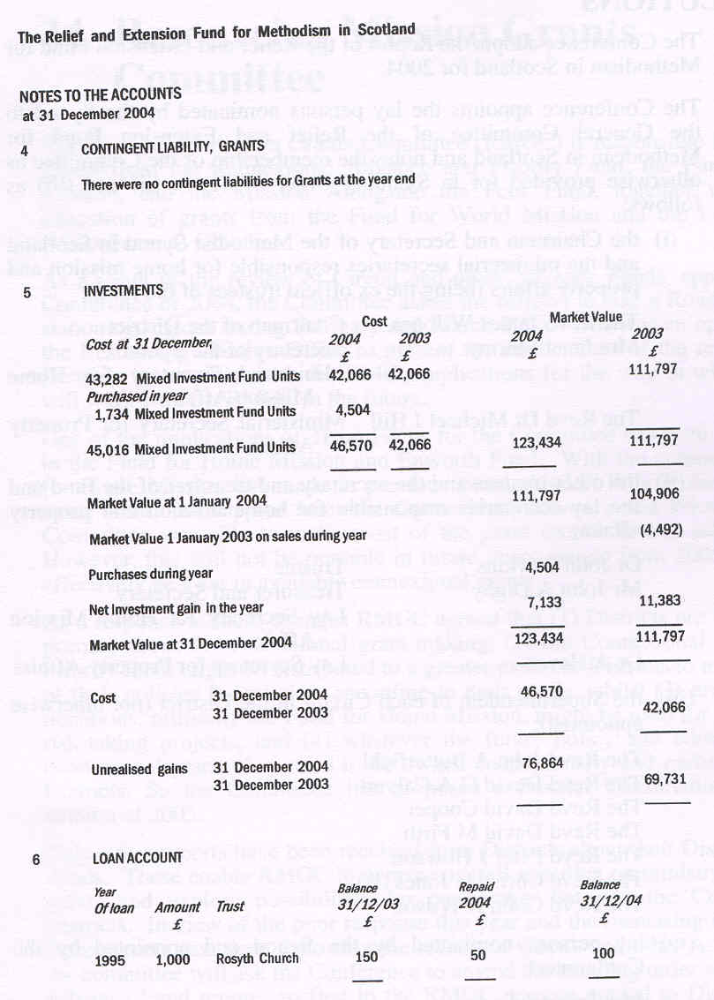 The Relief and Extension Fund for Methodism in Scotland
NOTES TO THE ACCOUNTS
at 31 December 2004
4 CONTINGENT LIABILITY, GRANTS
There were no contingent liabilities for Grants at the year end
5 INVESTMENTS
Cost Market Value
Cost at 31 December, 2004 2003 2004 2003
£ £ £ £
43,282 Mixed Investment Fund Units 42,066 42,066 111,797
Purchased in year
1,734 Mixed Investment Fund Units 4,504
45,016 Mixed Investment Fund Units 46,570 42,066 123,434 111,797
Market Value at 1 January 2004 111,797 104,906
Market Value 1 January 2003 on sales during year (4,492)
Purchases during year 4,504
Net Investment gain in the year 7,133 11,383
Market Value at 31 December 2004 123,434 111,797
Cost 31 December 2004 46,570
31 December 2003 42,066
Unrealised gains 31 December 2004 76,864
31 December 2003 69,731
6 LOAN ACCOUNT
Year Balance Repaid Balance
Of loan Amount Trust 31/12/03 2004 31/12/04
£ £ £ £
1995 1,000 Rosyth Church 150 50 100